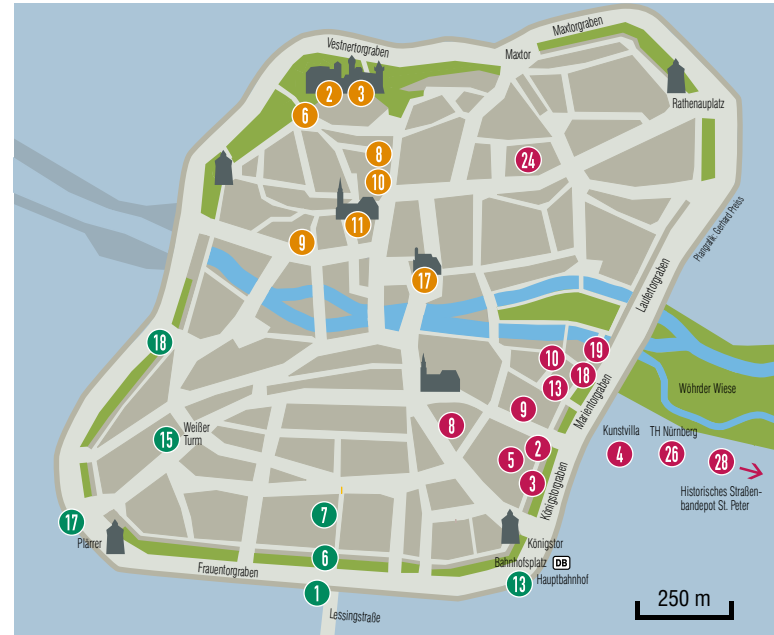 Maxtorgraben
Vestnertorgraben
Maxtor
2
3
Rathenauplatz
6
8
24
10
11
9
Plangrafik: Gerhard Preiss
17
Laufertorgraben
18
10
19
18
13
Wöhrder Wiese
Marientorgraben
9
8
Weißer
Turm
15
Kunstvilla
TH Nürnberg
4
26
28
2
5
3
Historisches Straßen-
bandepot St. Peter
Königstorgraben
7
17
Plärrer
Königstor
6
Bahnhofsplatz DB
Frauentorgraben
13
Hauptbahnhof
1
Lessingstraße
250 m